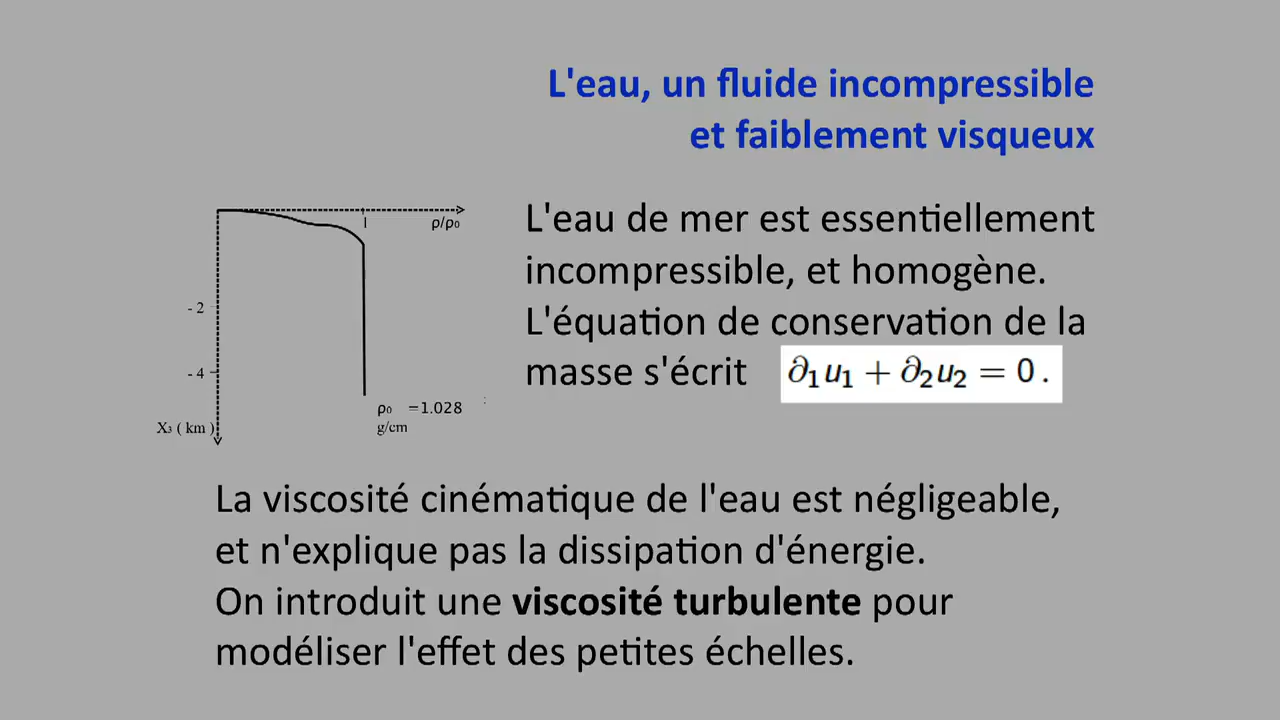 L'eau, un fluide incompressible
et faiblement visqueux
ρ/ρ₀
1
- 2
- 4
X₃ ( km )
ρ₀ =1.028
g/cm
L'eau de mer est essentiellement
incompressible, et homogène.
L'équation de conservation de la
masse s'écrit ∂₁u₁ + ∂₂u₂ = 0 .
La viscosité cinématique de l'eau est négligeable,
et n'explique pas la dissipation d'énergie.
On introduit une viscosité turbulente pour
modéliser l'effet des petites échelles.